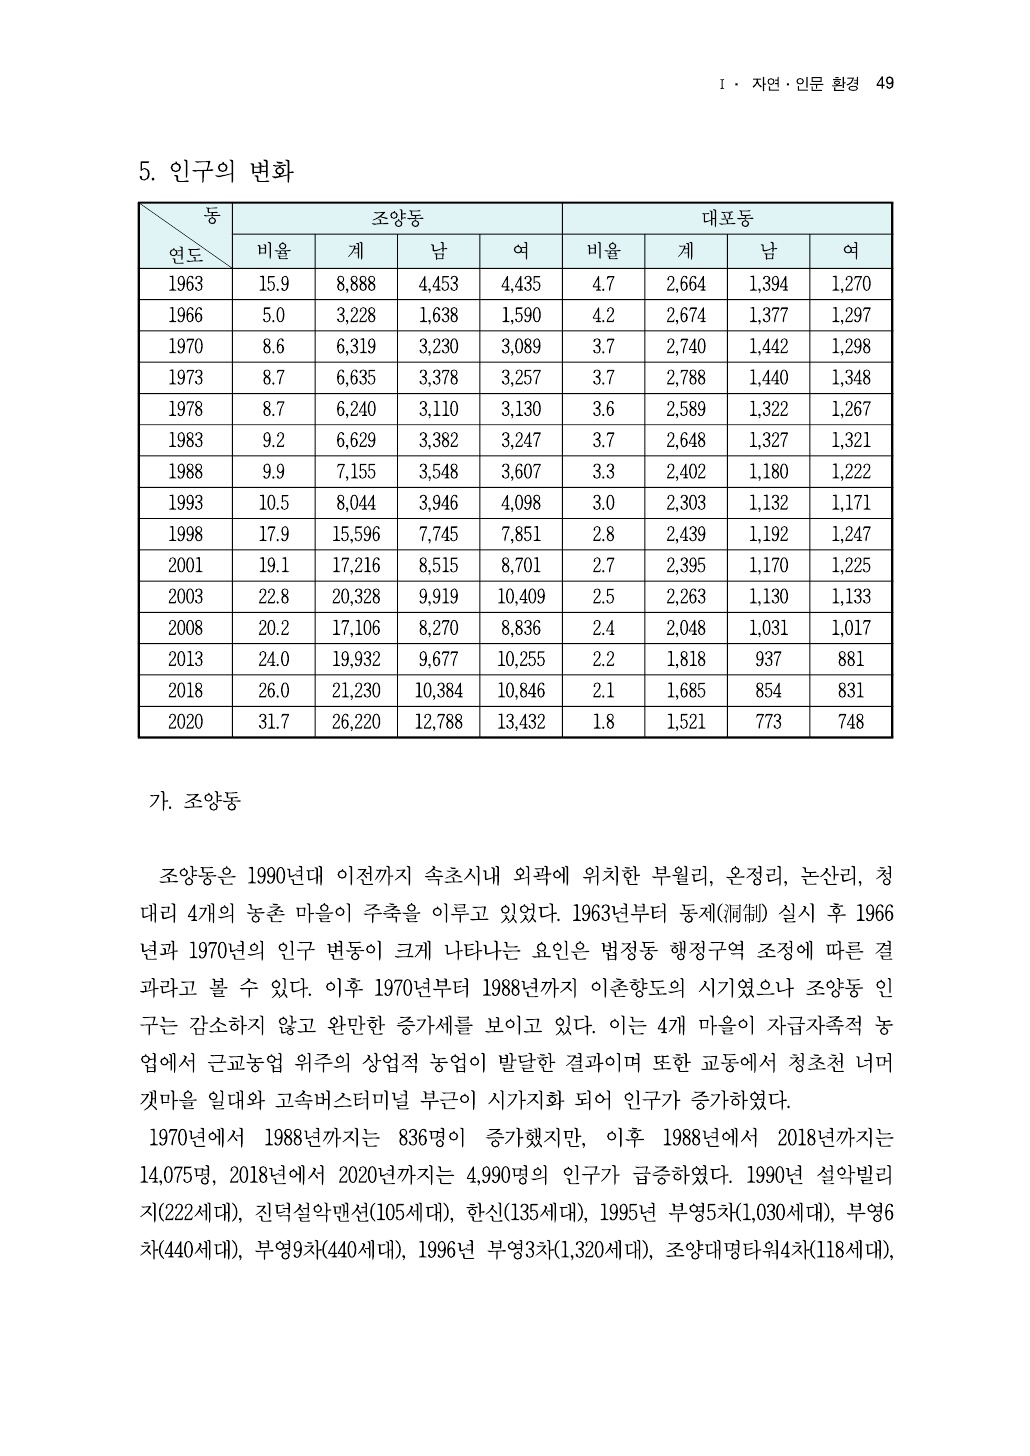 I · 자연 · 인문 환경 49
5. 인구의 변화
동 조양동 대포동
연도 비율 계 남 여 비율 계 남 여
1963 15.9 8,888 4,453 4,435 4.7 2,664 1,394 1,270
1966 5.0 3,228 1,638 1,590 4.2 2,674 1,377 1,297
1970 8.6 6,319 3,230 3,089 3.7 2,740 1,442 1,298
1973 8.7 6,635 3,378 3,257 3.7 2,788 1,440 1,348
1978 8.7 6,240 3,110 3,130 3.6 2,589 1,322 1,267
1983 9.2 6,629 3,382 3,247 3.7 2,648 1,327 1,321
1988 9.9 7,155 3,548 3,607 3.3 2,402 1,180 1,222
1993 10.5 8,044 3,946 4,098 3.0 2,303 1,132 1,171
1998 17.9 15,596 7,745 7,851 2.8 2,439 1,192 1,247
2001 19.1 17,216 8,515 8,701 2.7 2,395 1,170 1,225
2003 22.8 20,328 9,919 10,409 2.5 2,263 1,130 1,133
2008 20.2 17,106 8,270 8,836 2.4 2,048 1,031 1,017
2013 24.0 19,932 9,677 10,255 2.2 1,818 937 881
2018 26.0 21,230 10,384 10,846 2.1 1,685 854 831
2020 31.7 26,220 12,788 13,432 1.8 1,521 773 748
가. 조양동
조양동은 1990년대 이전까지 속초시내 외곽에 위치한 부월리, 온정리, 논산리, 청
대리 4개의 농촌 마을이 주축을 이루고 있었다. 1963년부터 동제(洞制) 실시 후 1966
년과 1970년의 인구 변동이 크게 나타나는 요인은 법정동 행정구역 조정에 따른 결
과라고 볼 수 있다. 이후 1970년부터 1988년까지 이촌향도의 시기였으나 조양동 인
구는 감소하지 않고 완만한 증가세를 보이고 있다. 이는 4개 마을이 자급자족적 농
업에서 근교농업 위주의 상업적 농업이 발달한 결과이며 또한 교동에서 청초천 너머
갯마을 일대와 고속버스터미널 부근이 시가지화 되어 인구가 증가하였다.
1970년에서 1988년까지는 836명이 증가했지만, 이후 1988년에서 2018년까지는
14,075명, 2018년에서 2020년까지는 4,990명의 인구가 급증하였다. 1990년 설악빌리
지(222세대), 진덕설악맨션(105세대), 한신(135세대), 1995년 부영5차(1,030세대), 부영6
차(440세대), 부영9차(440세대), 1996년 부영3차(1,320세대), 조양대명타워4차(118세대),